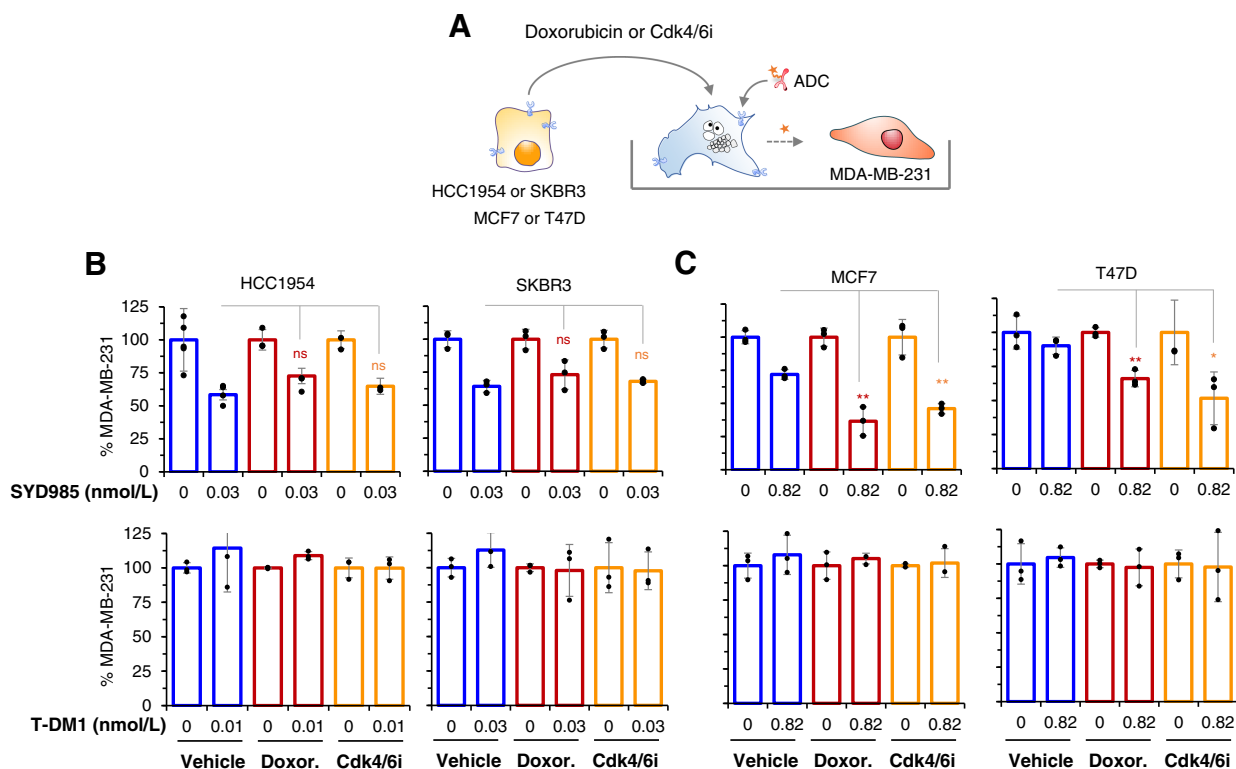 A
Doxorubicin or Cdk4/6i
ADC
HCC1954 or SKBR3
MCF7 or T47D
MDA-MB-231
B
HCC1954
SKBR3
C
MCF7
T47D
% MDA-MB-231
125
100
75
50
25
0
ns
ns
ns
ns
**
**
**
*
SYD985 (nmol/L)
0 0.03 0 0.03 0 0.03
0 0.03 0 0.03 0 0.03
0 0.82 0 0.82 0 0.82
0 0.82 0 0.82 0 0.82
% MDA-MB-231
125
100
75
50
25
0
T-DM1 (nmol/L)
0 0.01 0 0.01 0 0.01
0 0.03 0 0.03 0 0.03
0 0.82 0 0.82 0 0.82
0 0.82 0 0.82 0 0.82
Vehicle Doxor. Cdk4/6i
Vehicle Doxor. Cdk4/6i
Vehicle Doxor. Cdk4/6i
Vehicle Doxor. Cdk4/6i